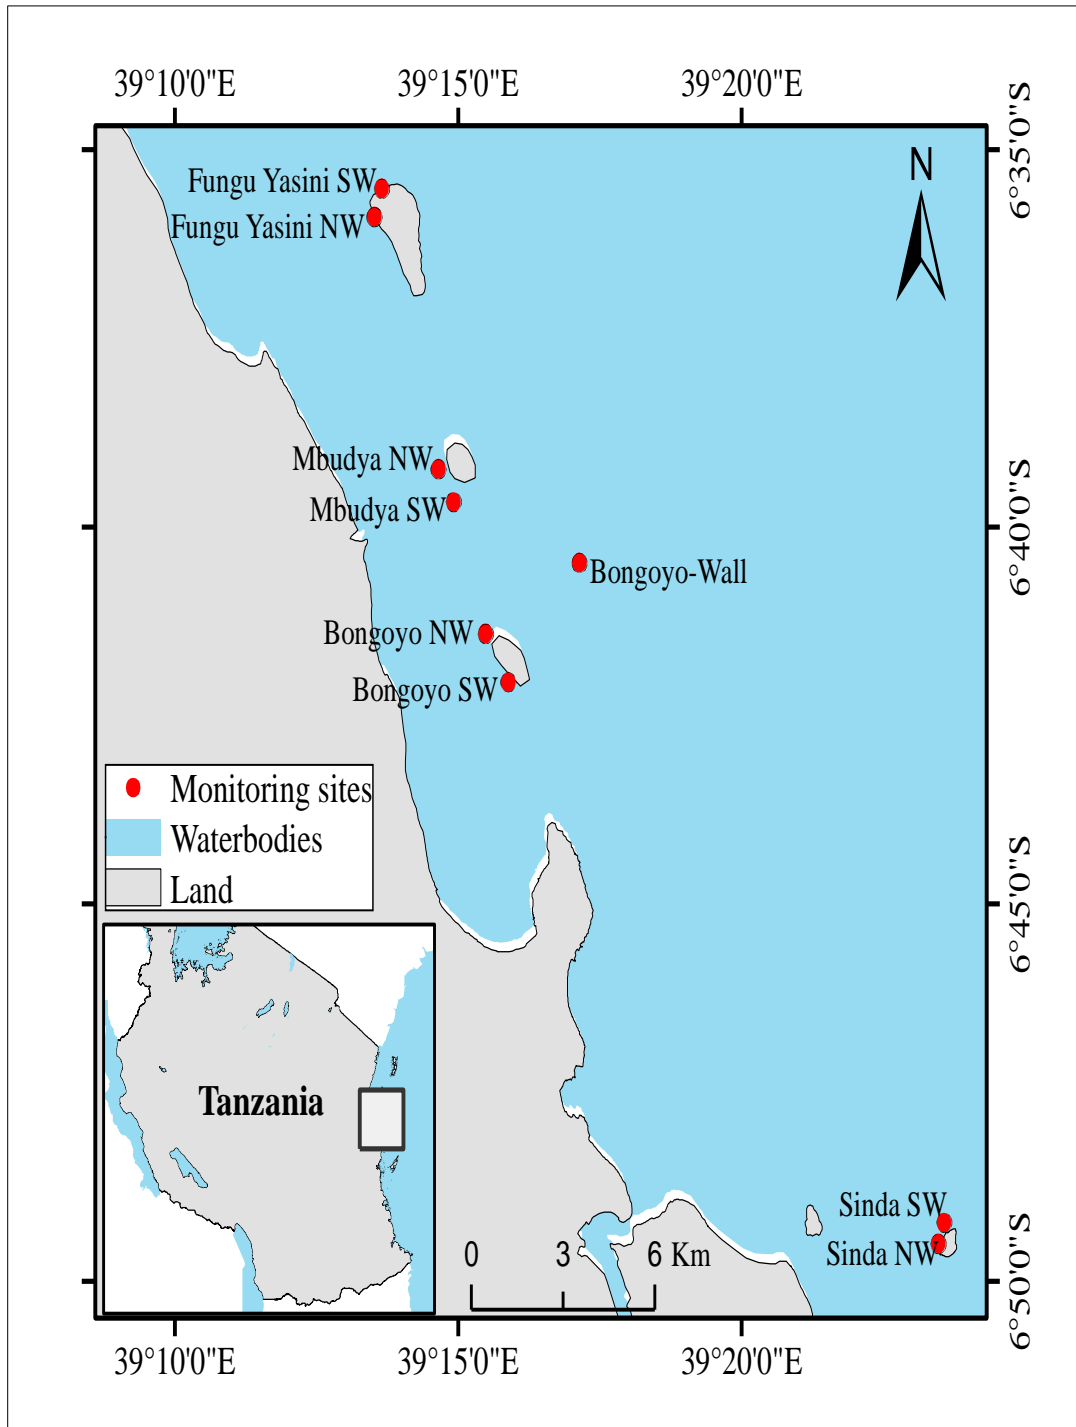 39°10'0"E 39°15'0"E 39°20'0"E
6°35'0"S
N
Fungu Yasini SW
Fungu Yasini NW
Mbudya NW
Mbudya SW
6°40'0"S
Bongoyo-Wall
Bongoyo NW
Bongoyo SW
Monitoring sites
Waterbodies
Land
6°45'0"S
Tanzania
Sinda SW
Sinda NW
0 3 6 Km
6°50'0"S
39°10'0"E 39°15'0"E 39°20'0"E